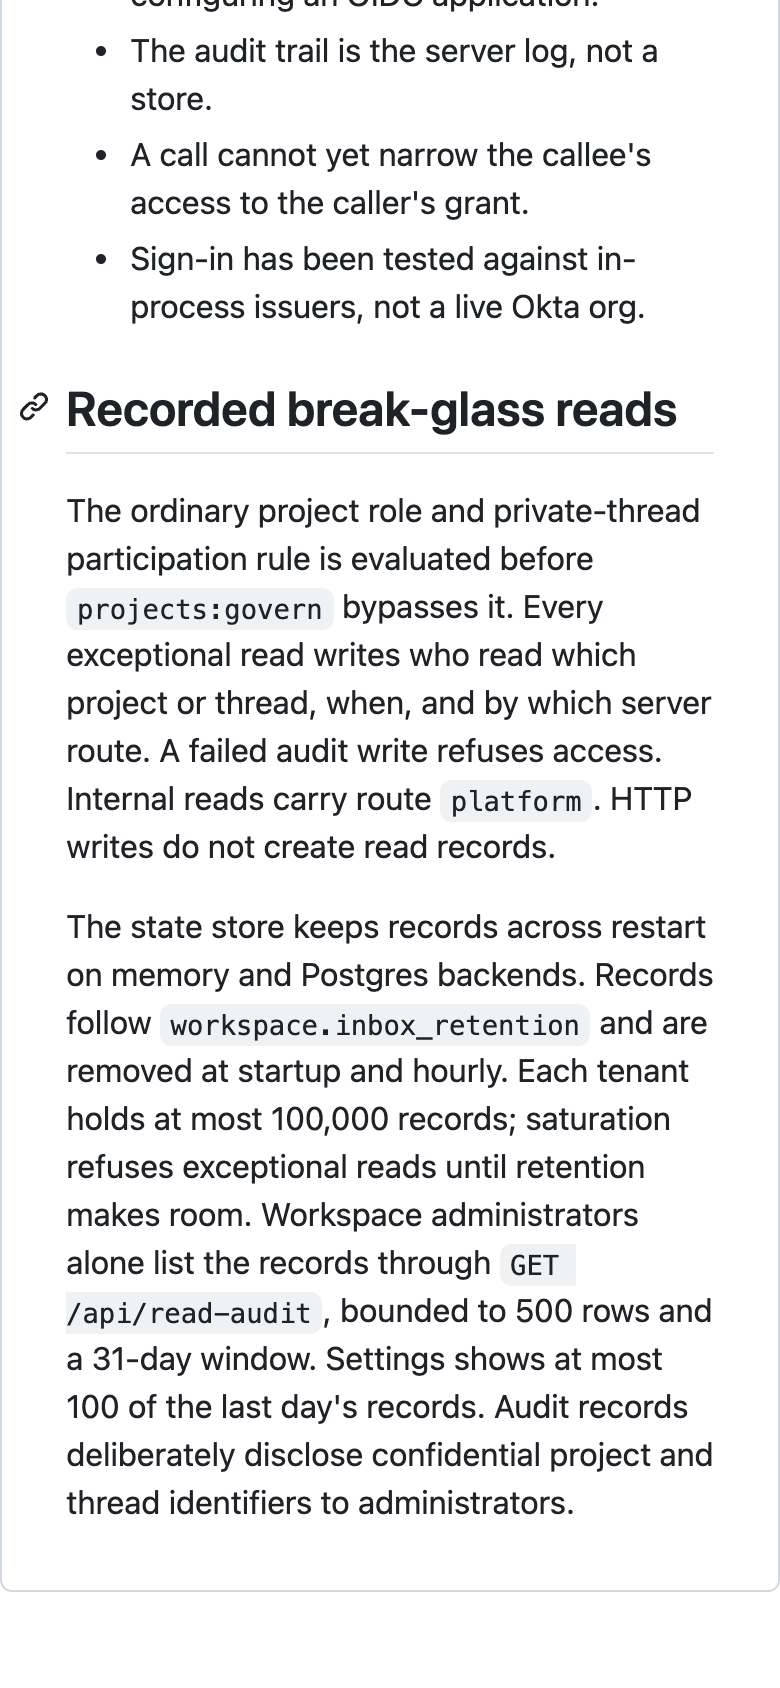 configuring an OIDC application.
The audit trail is the server log, not a
store.
A call cannot yet narrow the callee's
access to the caller's grant.
Sign-in has been tested against in-
process issuers, not a live Okta org.
Recorded break-glass reads
The ordinary project role and private-thread
participation rule is evaluated before
projects:govern bypasses it. Every
exceptional read writes who read which
project or thread, when, and by which server
route. A failed audit write refuses access.
Internal reads carry route platform. HTTP
writes do not create read records.
The state store keeps records across restart
on memory and Postgres backends. Records
follow workspace.inbox_retention and are
removed at startup and hourly. Each tenant
holds at most 100,000 records; saturation
refuses exceptional reads until retention
makes room. Workspace administrators
alone list the records through GET
/api/read-audit, bounded to 500 rows and
a 31-day window. Settings shows at most
100 of the last day's records. Audit records
deliberately disclose confidential project and
thread identifiers to administrators.